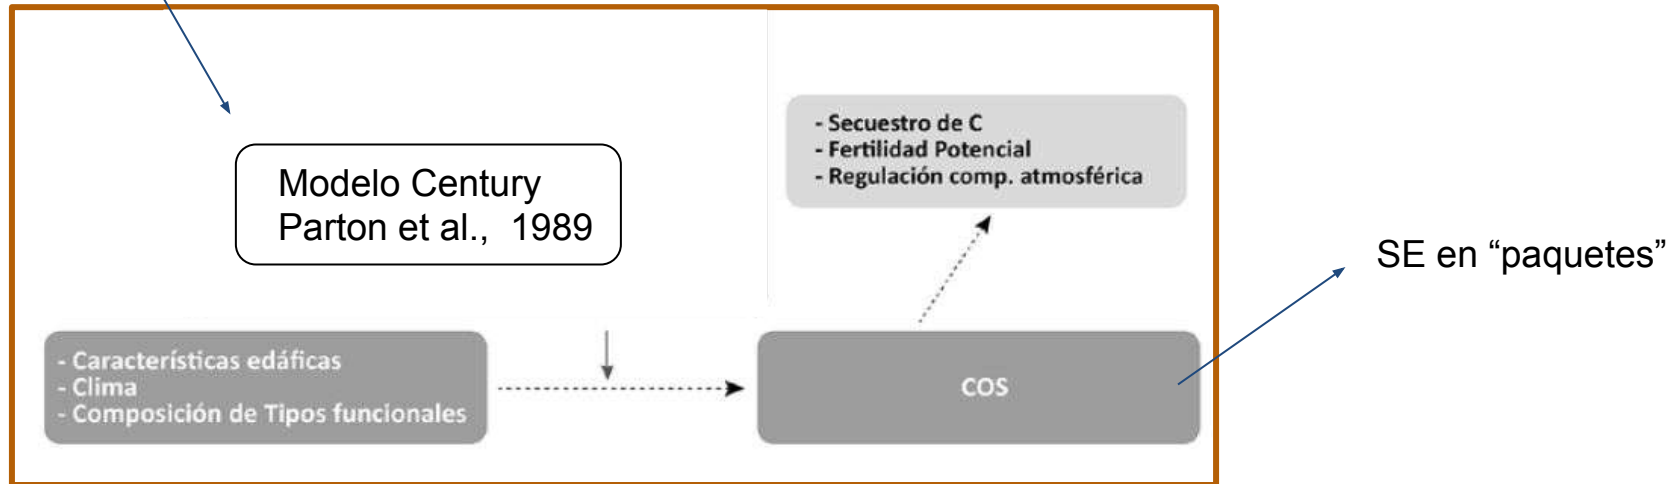 - Secuestro de C
- Fertilidad Potencial
- Regulación comp. atmosférica
Modelo Century
Parton et al., 1989
SE en “paquetes”
- Características edáficas
- Clima
- Composición de Tipos funcionales
COS